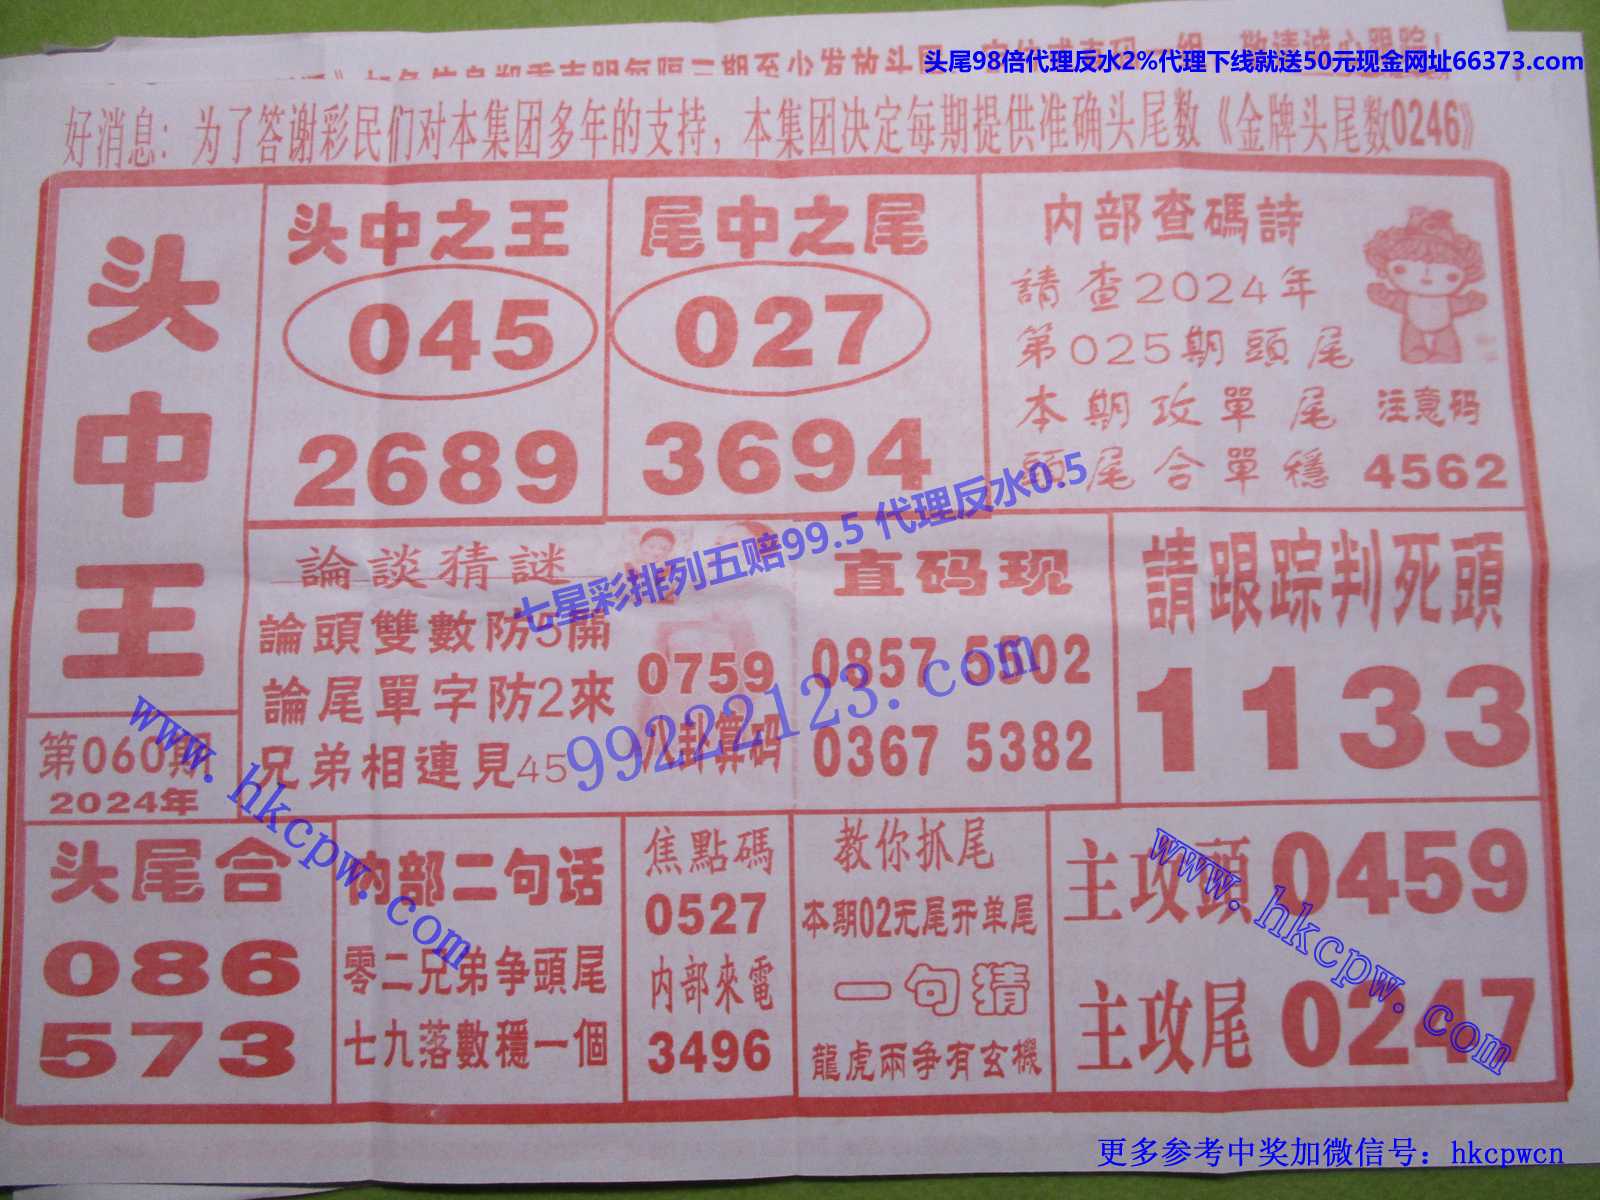 头尾98倍代理反水2%代理下线就送50元现金网址66373.com
好消息：为了答谢彩民们对本集团多年的支持，本集团决定每期提供准确头尾数《金牌头尾数0246》
头中王
第060期
2024年
头中之王
045
2689
尾中之尾
027
3694
内部查碼詩
請查2024年
第025期頭尾
本期攻單尾
頭尾合單穩
注意码
4562
論談猜謎
論頭雙數防5開
論尾單字防2來
兄弟相連見45
0759
八卦算码
直码现
0857 5502
0367 5382
請跟踪判死頭
1133
头尾合
086
573
内部二句话
零二兄弟争頭尾
七九落數穩一個
焦點碼
0527
内部來電
3496
教你抓尾
本期02无尾开单尾
一句猜
龍虎兩争有玄機
主攻頭0459
主攻尾0247
七星彩排列五赔99.5 代理反水0.5
99222123.com
www.hkcpw.com
www.hkcpw.com
更多参考中奖加微信号：hkcpwcn